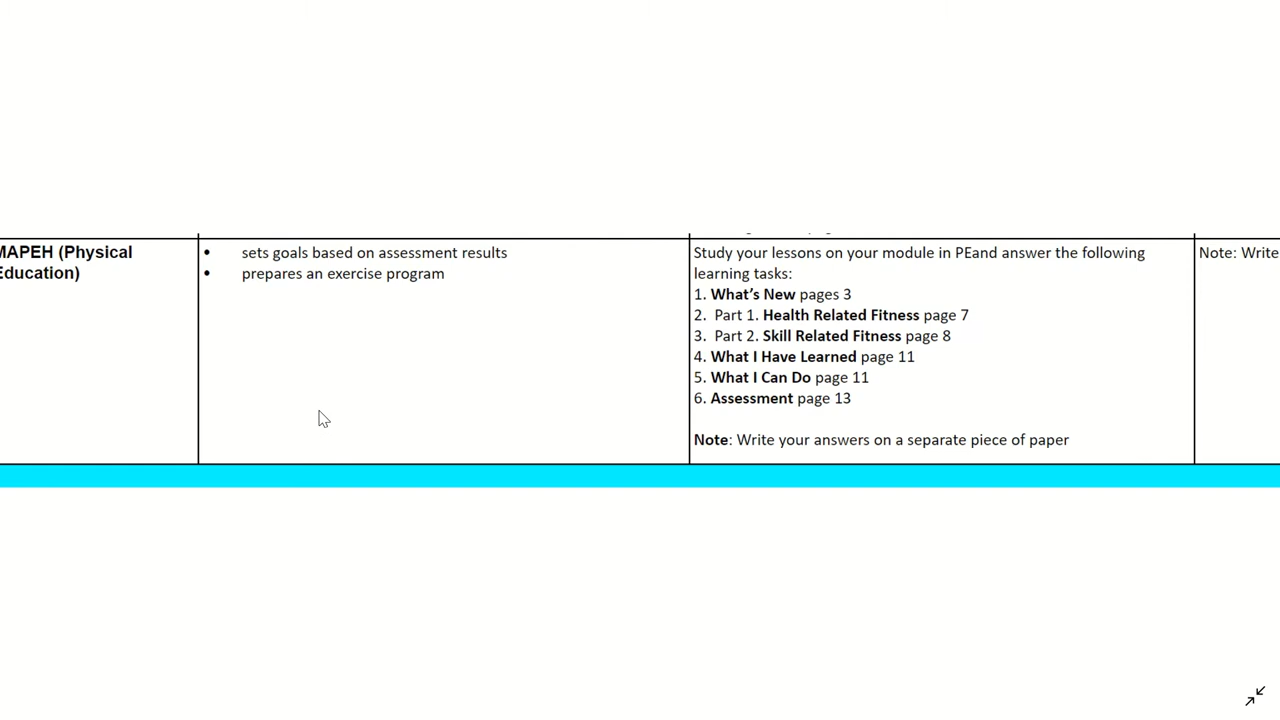 MAPEH (Physical
Education)
• sets goals based on assessment results
• prepares an exercise program
Study your lessons on your module in PEand answer the following
learning tasks:
1. What's New pages 3
2. Part 1. Health Related Fitness page 7
3. Part 2. Skill Related Fitness page 8
4. What I Have Learned page 11
5. What I Can Do page 11
6. Assessment page 13
Note: Write your answers on a separate piece of paper
Note: Write